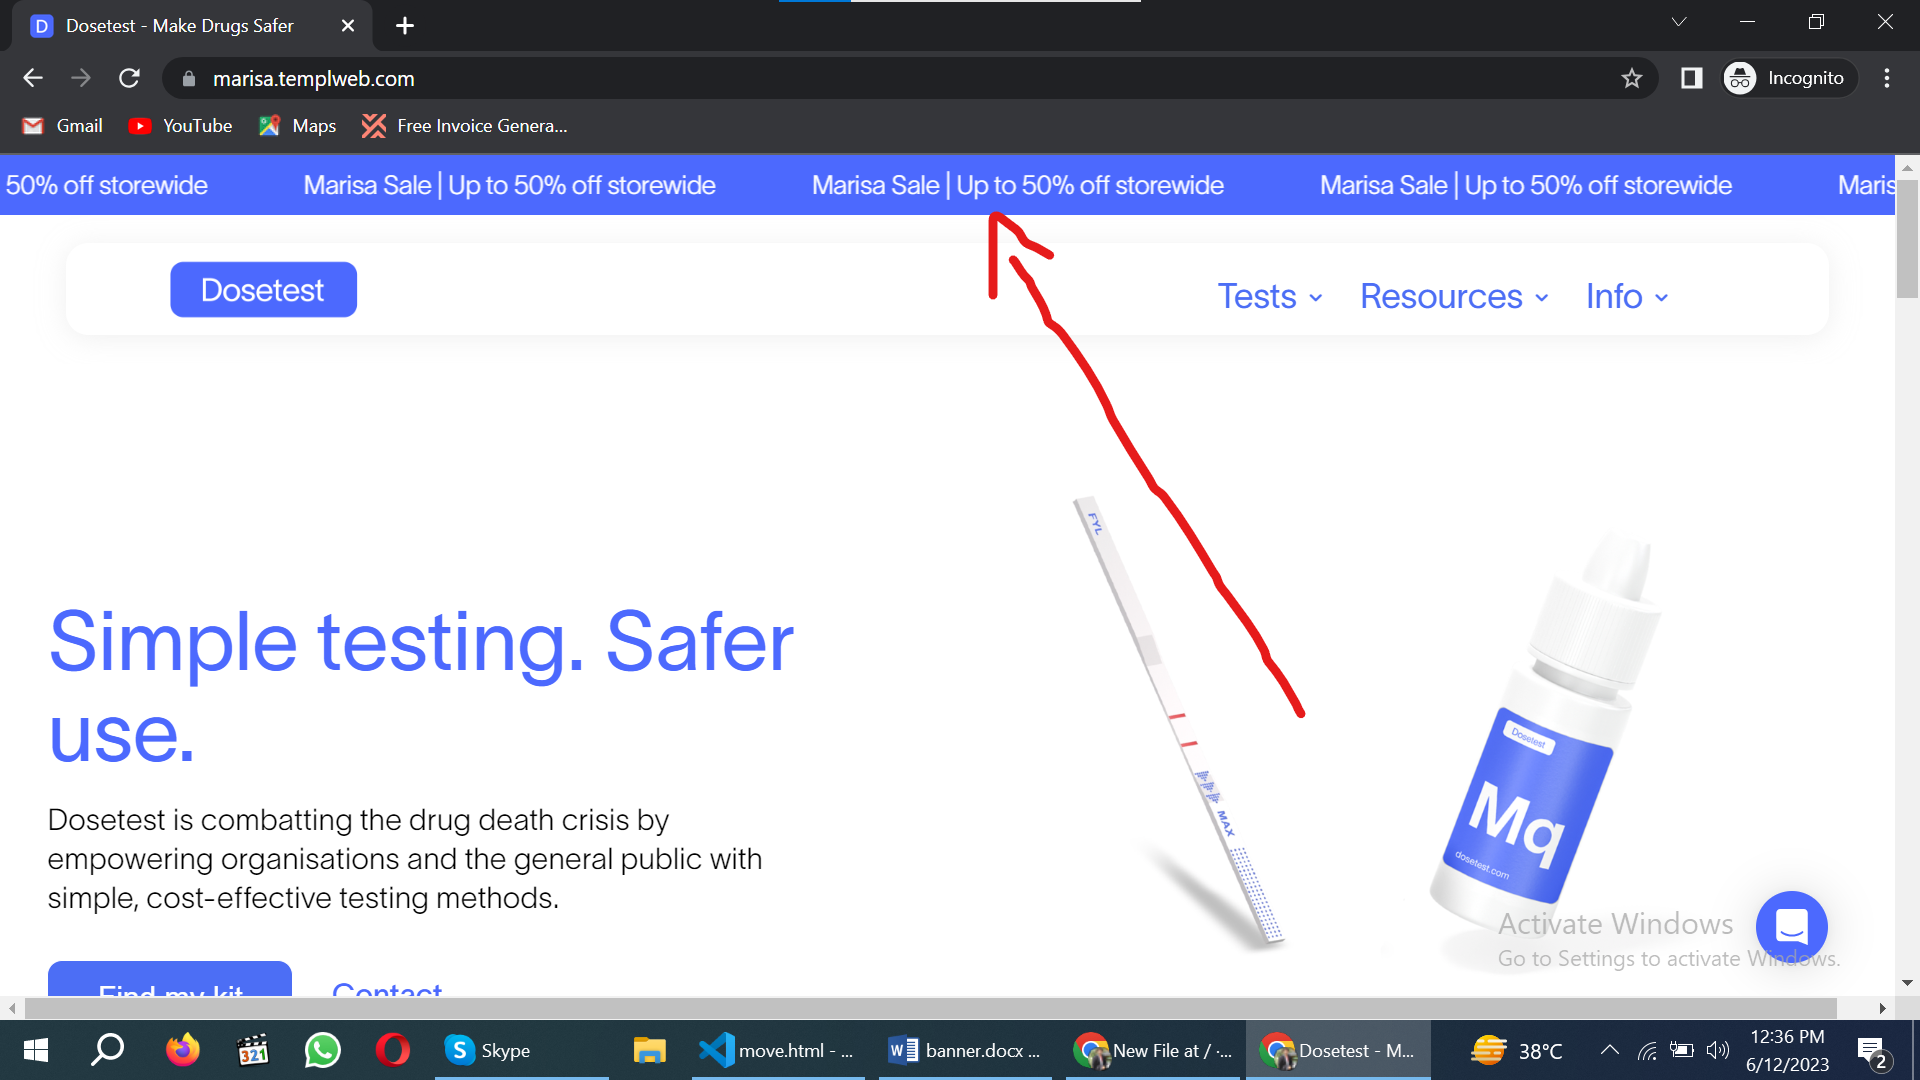 D Dosetest - Make Drugs Safer
marisa.templweb.com
Incognito
Gmail YouTube Maps Free Invoice Genera...
50% off storewide Marisa Sale | Up to 50% off storewide Marisa Sale | Up to 50% off storewide Marisa Sale | Up to 50% off storewide Maris
Dosetest
Tests Resources Info
FYL
MAX
Simple testing. Safer
use.
Dosetest is combatting the drug death crisis by
empowering organisations and the general public with
simple, cost-effective testing methods.
Find my kit Contact
Dosetest
Mq
dosetest.com
Activate Windows
Go to Settings to activate Windows.
321
S Skype
move.html - ...
W banner.docx ...
New File at / ·...
Dosetest - M...
38°C
12:36 PM
6/12/2023
2